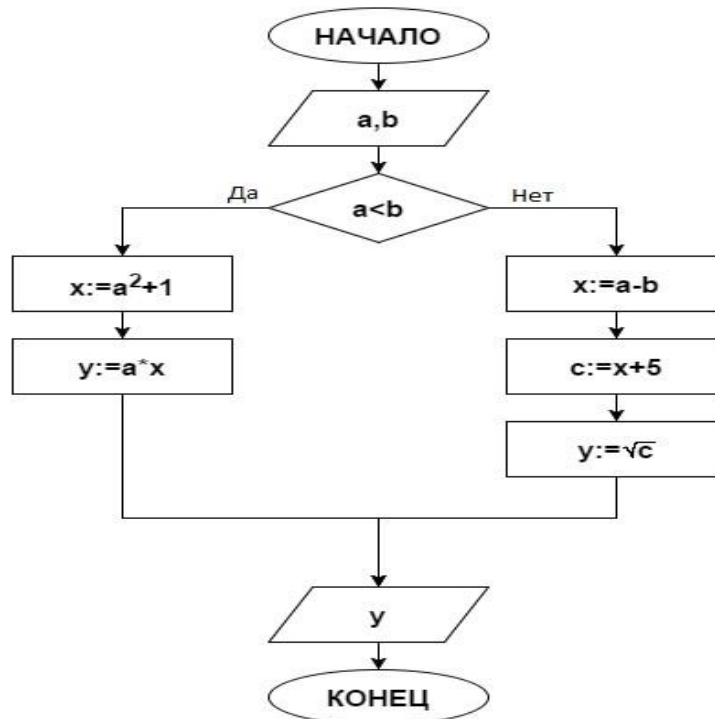 НАЧАЛО
a,b
Да
a<b
Нет
x:=a²+1
x:=a-b
y:=a*x
c:=x+5
y:=√c
y
КОНЕЦ